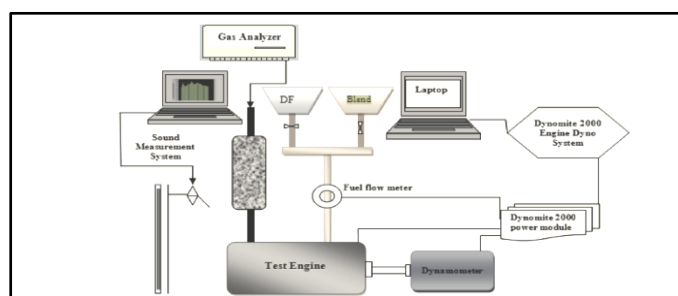 Gas Analyzer
DF
Blend
Laptop
Sound
Measurement
System
Dynomite 2000
Engine Dyno
System
Fuel flow meter
Dynomite 2000
power module
Test Engine
Dynamometer